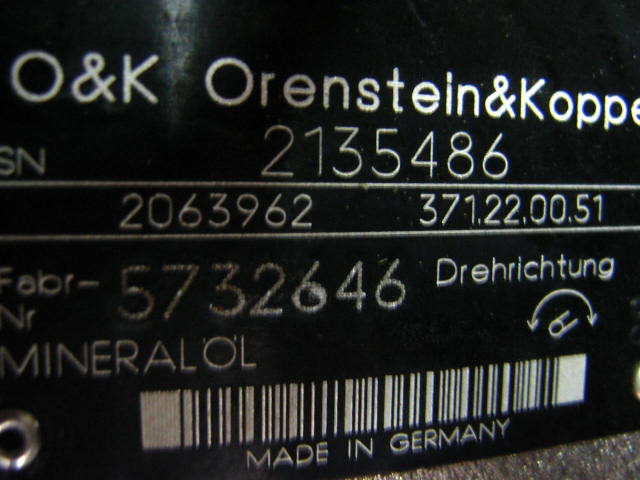 O&K Orenstein&Koppe
SN 2135486
2063962 371.22.00.51
Fabr-Nr 5732646 Drehrichtung
MINERALÖL
MADE IN GERMANY